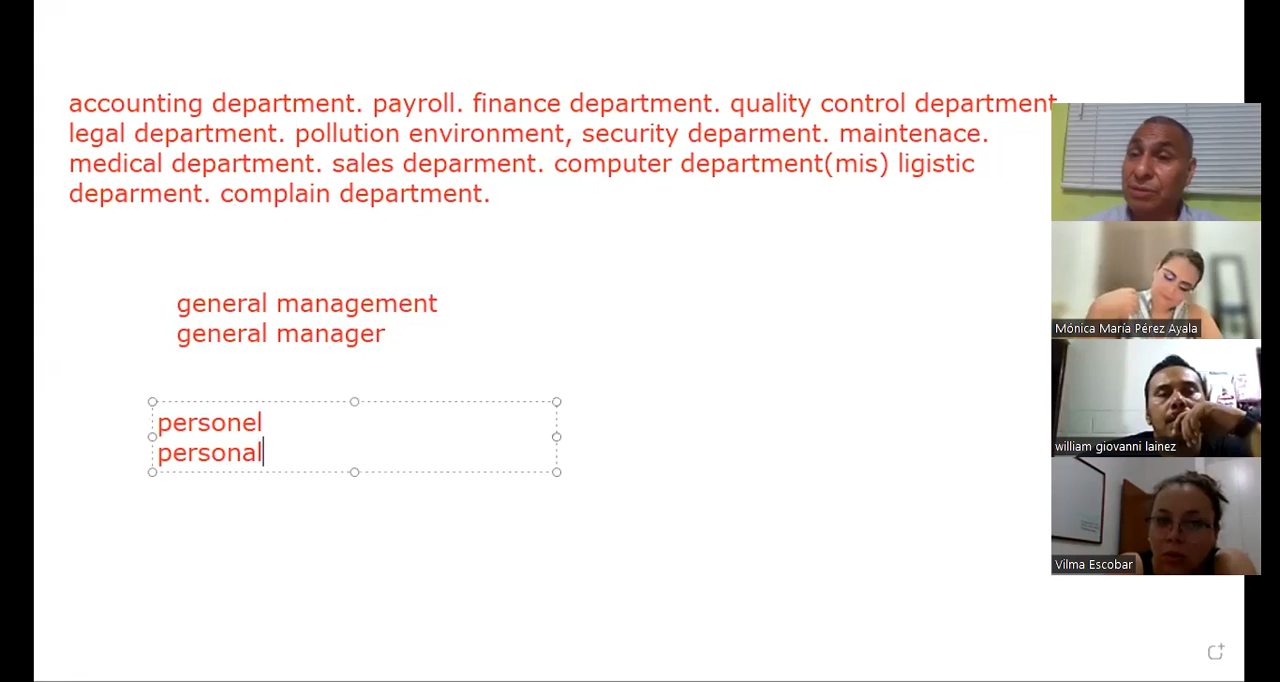 accounting department. payroll. finance department. quality control department
legal department. pollution environment, security deparment. maintenace.
medical department. sales deparment. computer department(mis) ligistic
deparment. complain department.
general management
general manager
personel
personal
Mónica María Pérez Ayala
william giovanni lainez
Vilma Escobar